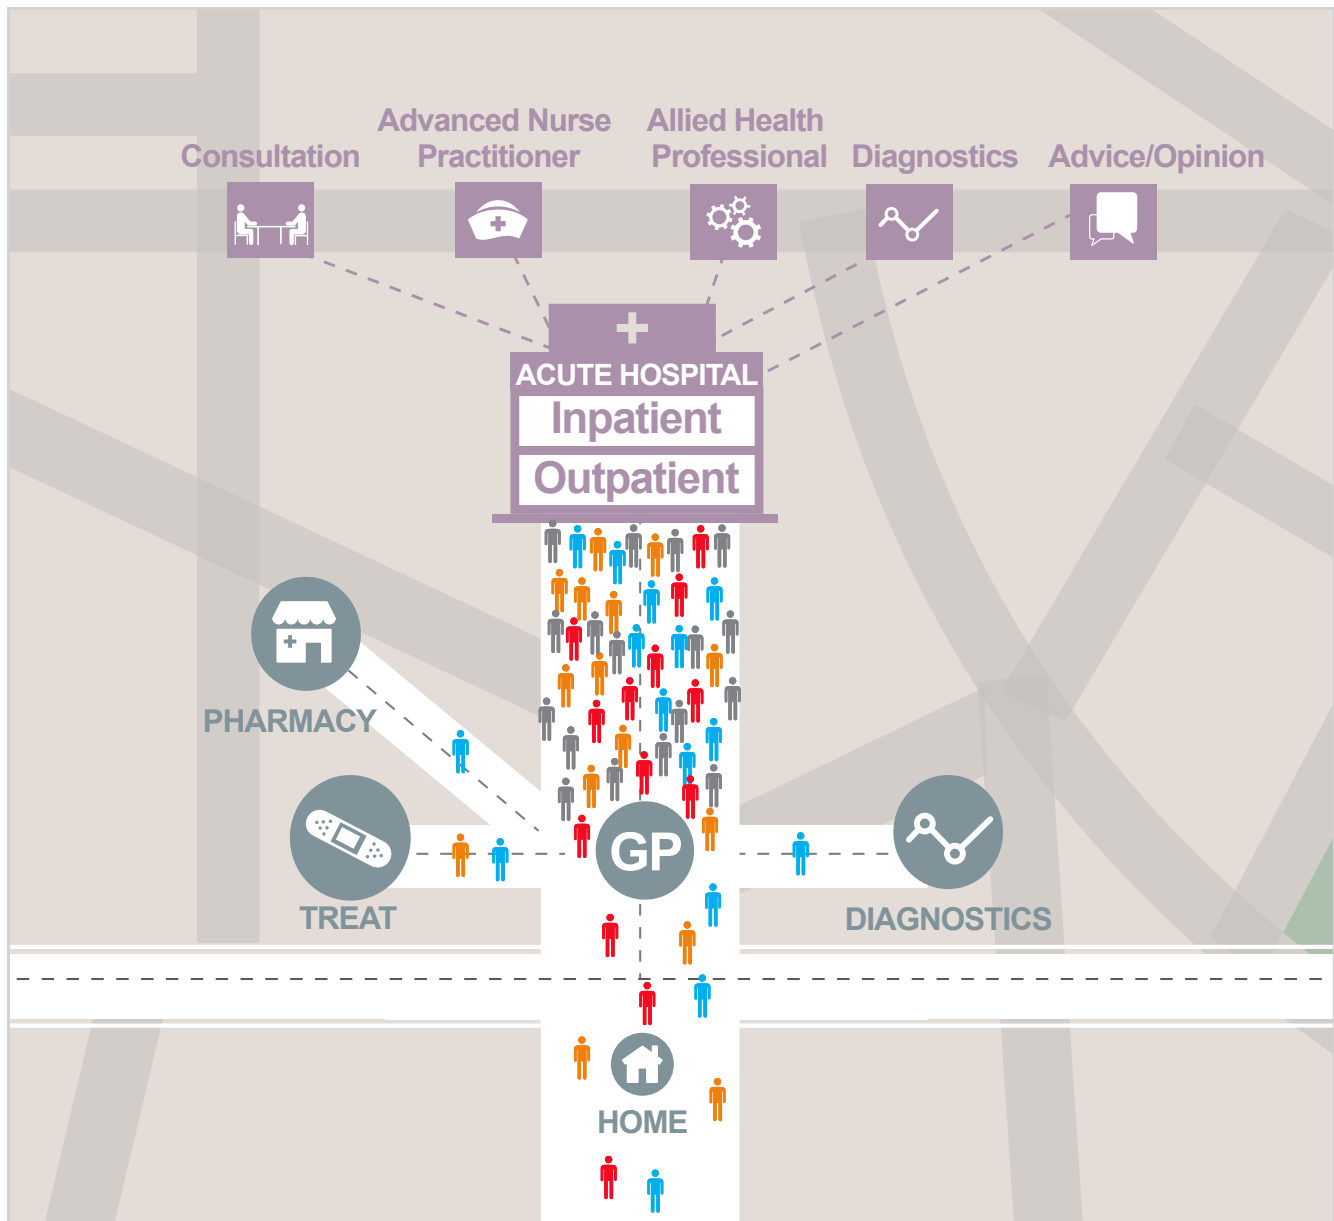 Advanced Nurse
Practitioner
Allied Health
Professional
Consultation
Diagnostics
Advice/Opinion
ACUTE HOSPITAL
Inpatient
Outpatient
PHARMACY
GP
TREAT
DIAGNOSTICS
HOME